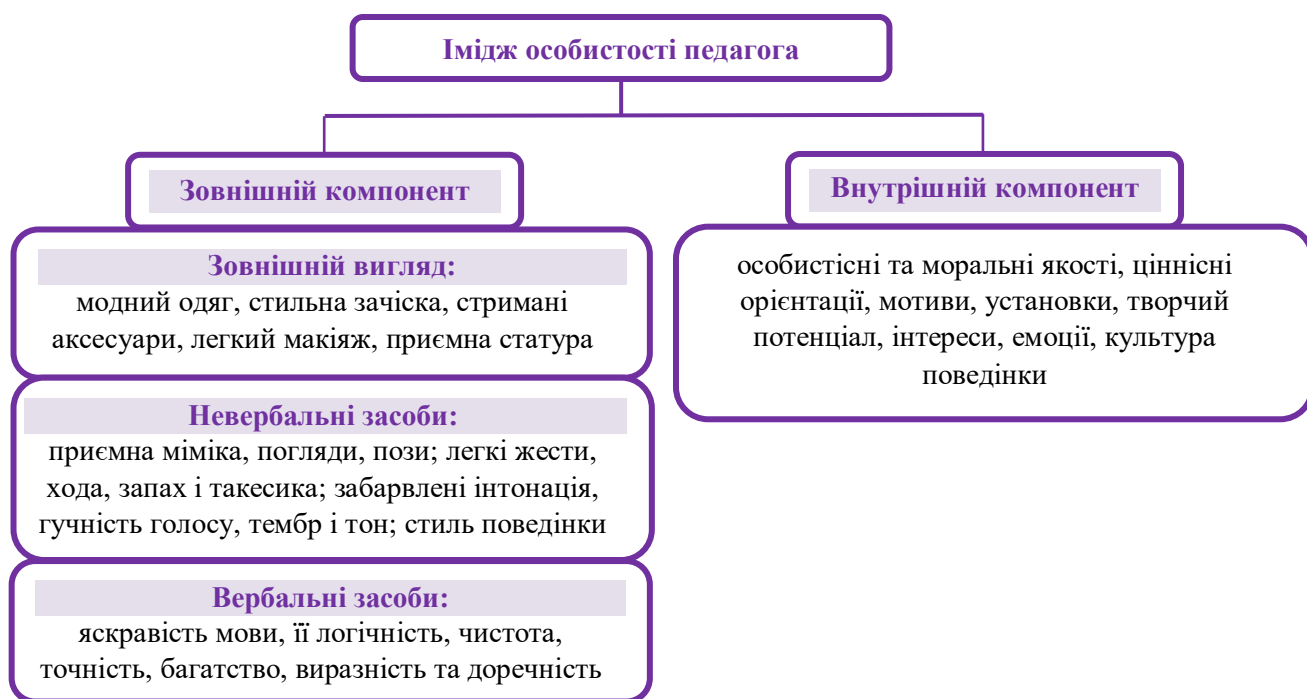 Імідж особистості педагога
Зовнішній компонент
Зовнішній вигляд:
модний одяг, стильна зачіска, стримані
аксесуари, легкий макіяж, приємна статура
Невербальні засоби:
приємна міміка, погляди, пози; легкі жести,
хода, запах і такесика; забарвлені інтонація,
гучність голосу, тембр і тон; стиль поведінки
Вербальні засоби:
яскравість мови, її логічність, чистота,
точність, багатство, виразність та доречність
Внутрішній компонент
особистісні та моральні якості, ціннісні
орієнтації, мотиви, установки, творчий
потенціал, інтереси, емоції, культура
поведінки